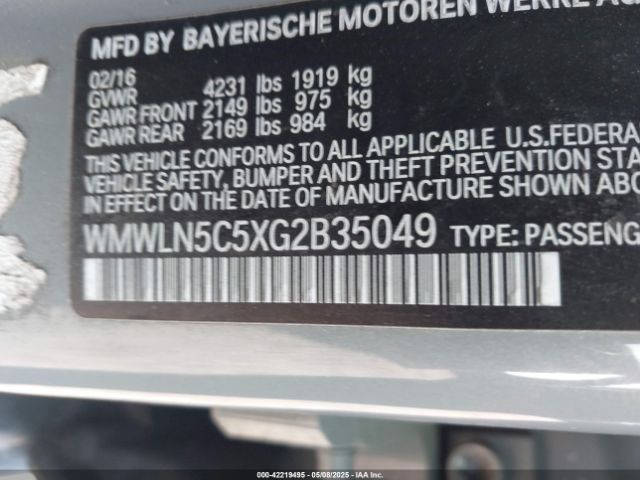 MFD BY BAYERISCHE MOTOREN WERKE AG
02/16
GVWR 4231 lbs 1919 kg
GAWR FRONT 2149 lbs 975 kg
GAWR REAR 2169 lbs 984 kg
THIS VEHICLE CONFORMS TO ALL APPLICABLE U.S.FEDERA
VEHICLE SAFETY, BUMPER AND THEFT PREVENTION STA
IN EFFECT ON THE DATE OF MANUFACTURE SHOWN ABO
WMWLN5C5XG2B35049 TYPE: PASSENG
000-42219495 - 05/08/2025 - IAA Inc.